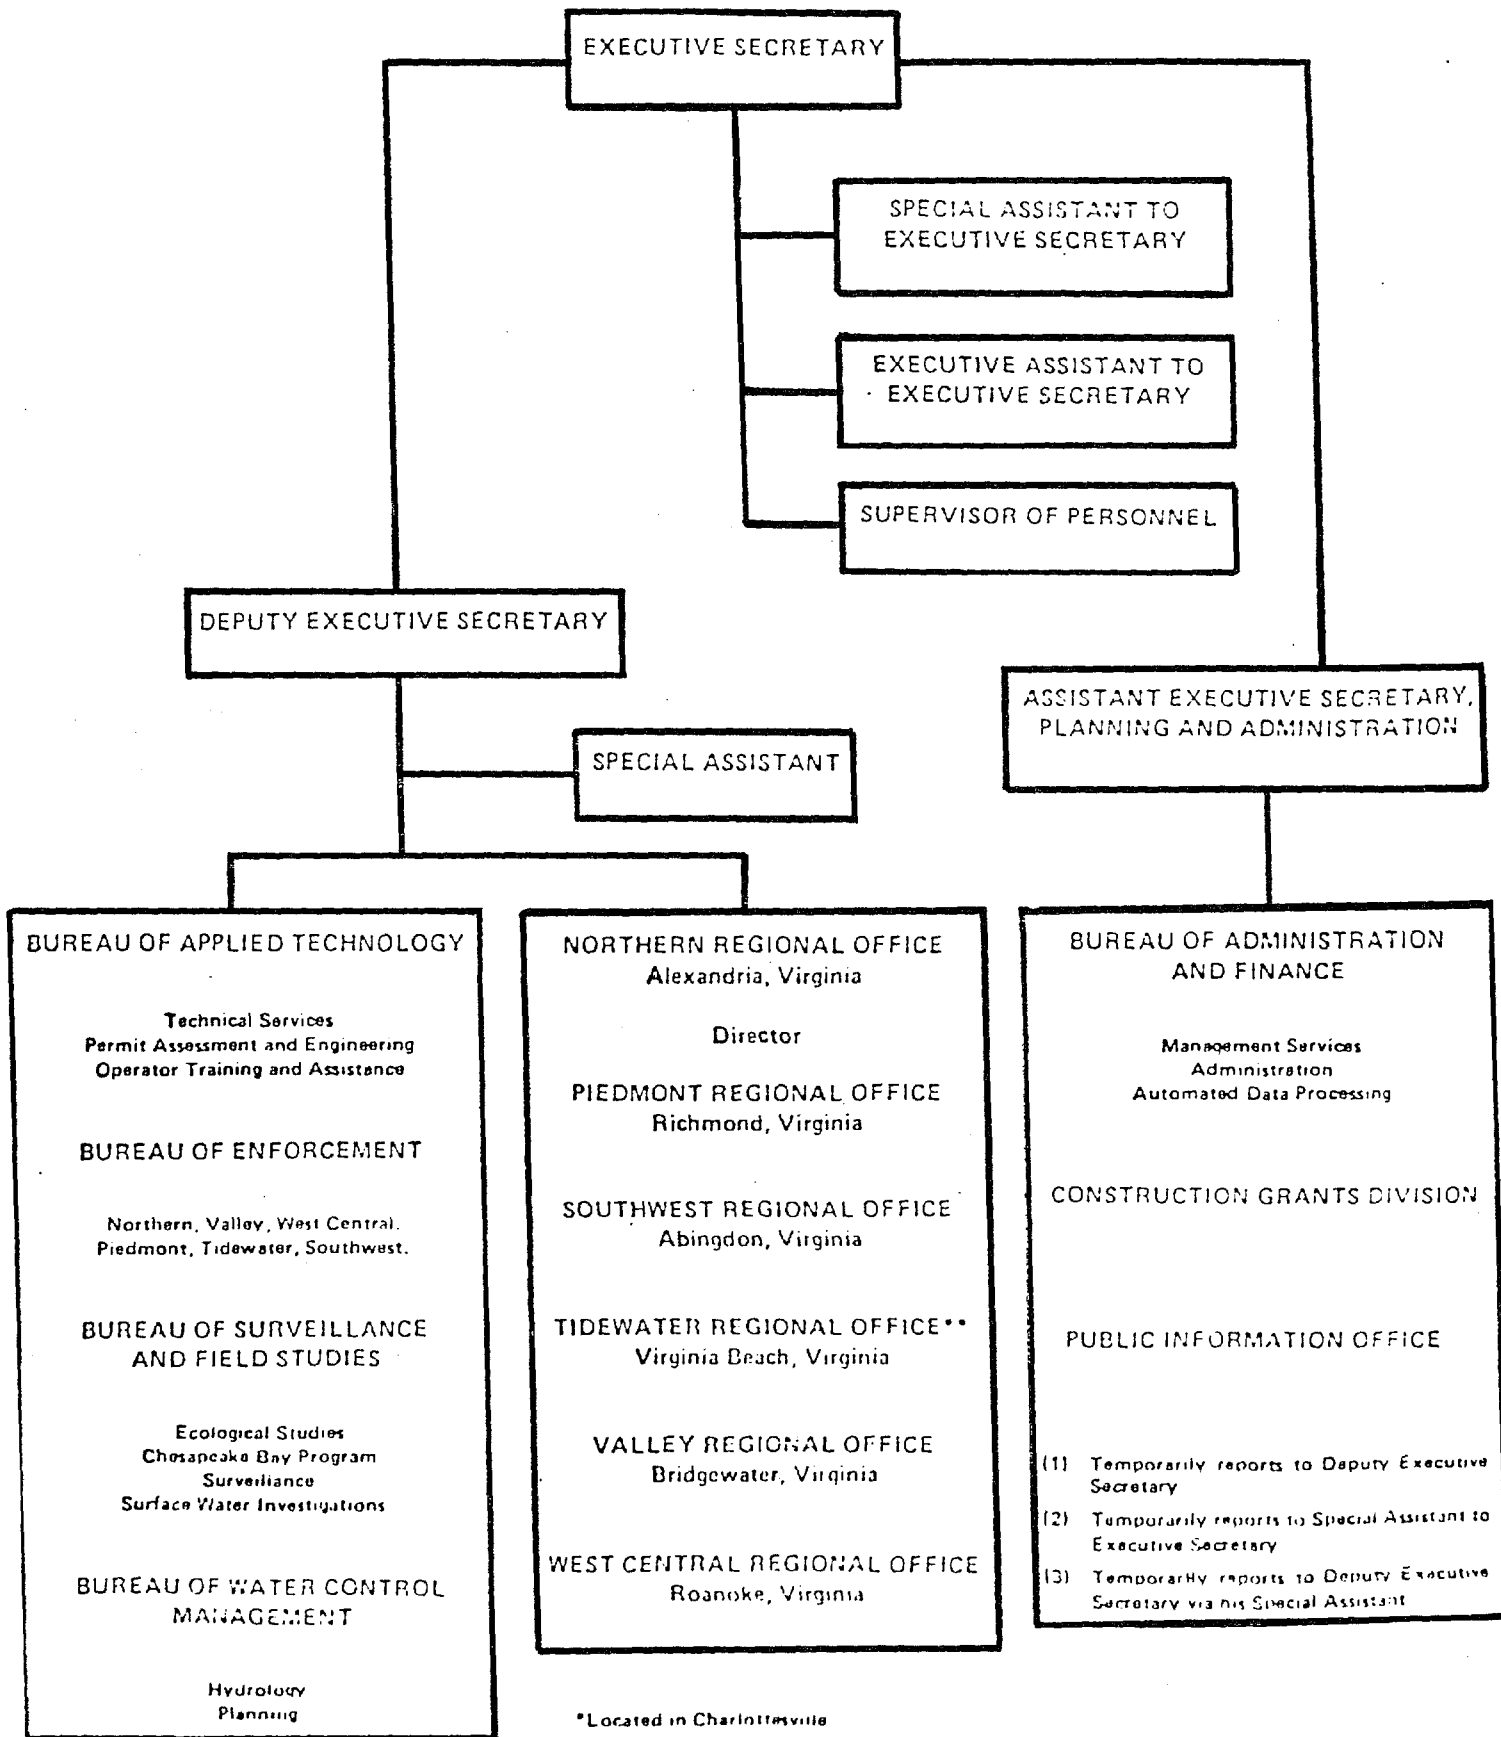 EXECUTIVE SECRETARY
SPECIAL ASSISTANT TO
EXECUTIVE SECRETARY
EXECUTIVE ASSISTANT TO
EXECUTIVE SECRETARY
SUPERVISOR OF PERSONNEL
DEPUTY EXECUTIVE SECRETARY
ASSISTANT EXECUTIVE SECRETARY,
PLANNING AND ADMINISTRATION
SPECIAL ASSISTANT
BUREAU OF APPLIED TECHNOLOGY
Technical Services
Permit Assessment and Engineering
Operator Training and Assistance
BUREAU OF ENFORCEMENT
Northern, Valley, West Central.
Piedmont, Tidewater, Southwest.
BUREAU OF SURVEILLANCE
AND FIELD STUDIES
Ecological Studies
Chesapeake Bay Program
Surveillance
Surface Water Investigations
BUREAU OF WATER CONTROL
MANAGEMENT
Hydrology
Planning
NORTHERN REGIONAL OFFICE
Alexandria, Virginia
Director
PIEDMONT REGIONAL OFFICE
Richmond, Virginia
SOUTHWEST REGIONAL OFFICE
Abingdon, Virginia
TIDEWATER REGIONAL OFFICE**
Virginia Beach, Virginia
VALLEY REGIONAL OFFICE
Bridgewater, Virginia
WEST CENTRAL REGIONAL OFFICE
Roanoke, Virginia
*Located in Charlottesville
BUREAU OF ADMINISTRATION
AND FINANCE
Management Services
Administration
Automated Data Processing
CONSTRUCTION GRANTS DIVISION
PUBLIC INFORMATION OFFICE
(1) Temporarily reports to Deputy Executive
Secretary
(2) Temporarily reports to Special Assistant to
Executive Secretary
(3) Temporarily reports to Deputy Executive
Secretary via his Special Assistant